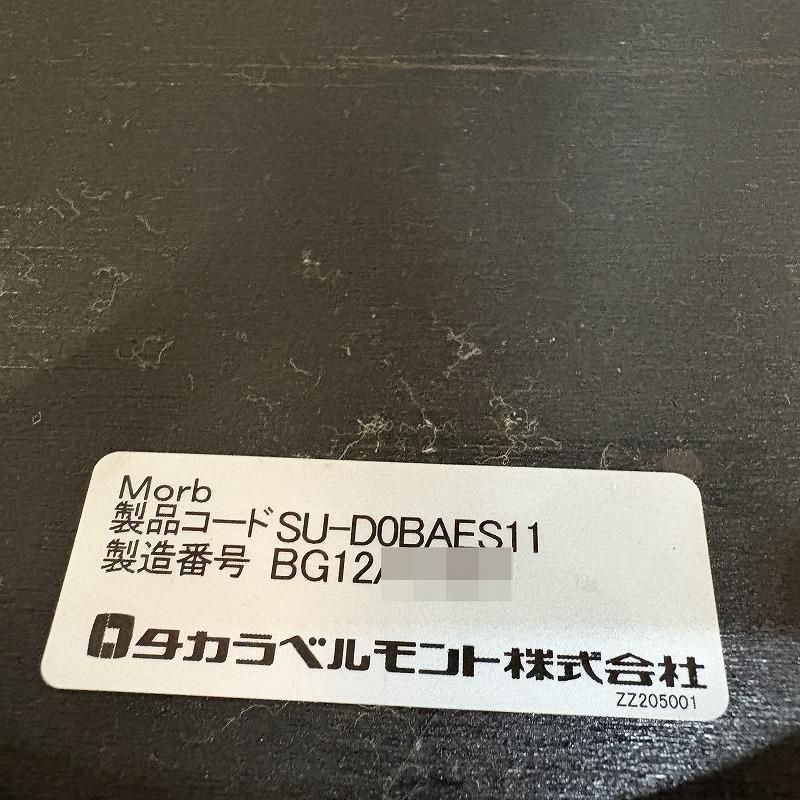 Morb
製品コードSU-D0BAES11
製造番号 BG12
タカラベルモント株式会社
ZZ205001